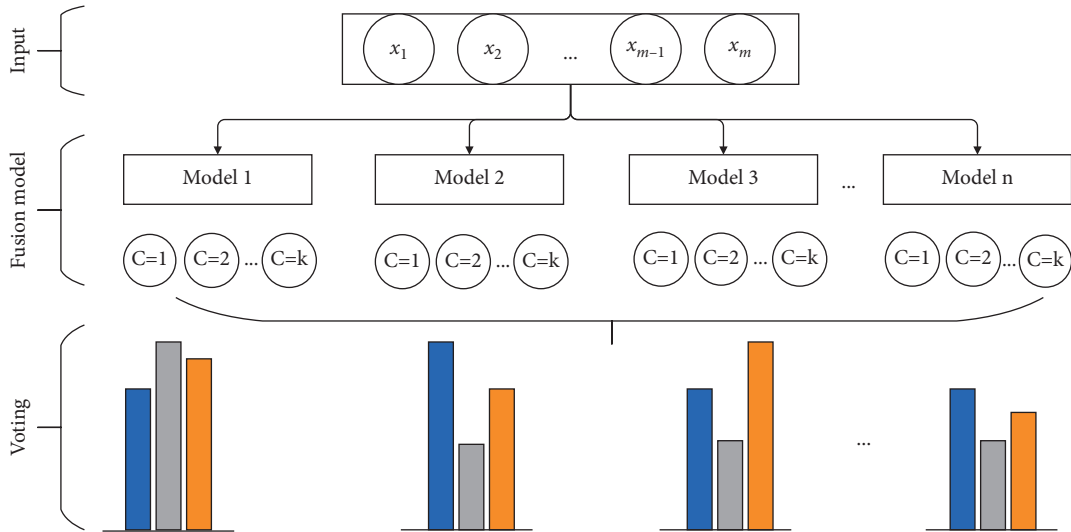 Input
x1 x2 ... xm–1 xm
Fusion model
Model 1 Model 2 Model 3 ... Model n
C=1 C=2 ... C=k C=1 C=2 ... C=k C=1 C=2 ... C=k C=1 C=2 ... C=k
Voting
...